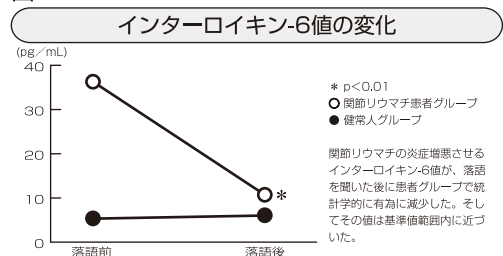 インターロイキン-6値の変化
(pg／mL)
40
30
20
10
0
落語前
落語後
＊
＊ p<0.01
関節リウマチ患者グループ
健常人グループ
関節リウマチの炎症増悪させる
インターロイキン-6値が、落語
を聞いた後に患者グループで統
計学的に有為に減少した。そし
てその値は基準値範囲内に近づ
いた。